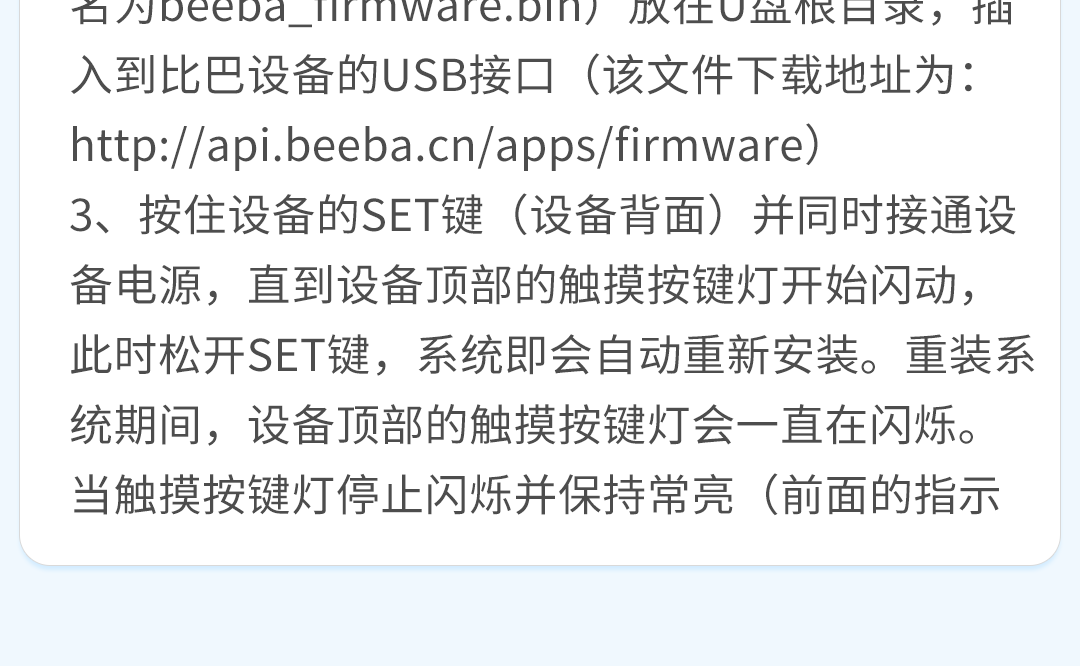 名为beeba_firmware.bin）放在U盘根目录，插
入到比巴设备的USB接口（该文件下载地址为：
http://api.beeba.cn/apps/firmware）
3、按住设备的SET键（设备背面）并同时接通设
备电源，直到设备顶部的触摸按键灯开始闪动，
此时松开SET键，系统即会自动重新安装。重装系
统期间，设备顶部的触摸按键灯会一直在闪烁。
当触摸按键灯停止闪烁并保持常亮（前面的指示